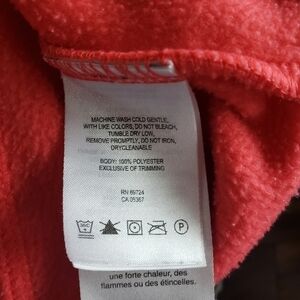 MACHINE WASH COLD GENTLE,
WITH LIKE COLORS, DO NOT BLEACH,
TUMBLE DRY LOW,
REMOVE PROMPTLY, DO NOT IRON,
DRYCLEANABLE
BODY: 100% POLYESTER
EXCLUSIVE OF TRIMMING
RN 69724
CA 05367
P
une forte chaleur, des
flammes ou des étincelles.